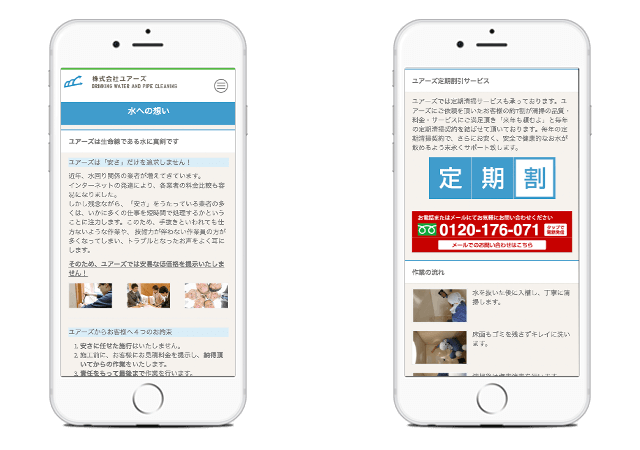 株式会社ユアーズ
DRINKING WATER AND PIPE CLEANING
水への想い
ユアーズは生命線である水に真剣です
ユアーズは「安さ」だけを追求しません！
近年、水回り関係の業者が増えてきています。
インターネットの発達により、各業者の料金比較も容
易になりました。
しかし残念ながら、「安さ」をうたっている業者の多
くは、いかに多くの仕事を短時間で処理するかという
ことに注力します。このため、手抜きといわれても仕
方ないような作業や、技術力が伴わない作業員の方が
多くなってしまい、トラブルとなったお声をよく耳に
します。
そのため、ユアーズでは安易な低価格を提示いたしま
せん！
ユアーズからお客様へ４つのお約束
1. 安さに任せた施行はいたしません。
2. 施工前に、お客様にお見積料金を提示し、納得頂
いてからの作業をいたします。
3. 責任をもって最後まで作業を行います。
ユアーズ定期割引サービス
ユアーズでは定期清掃サービスも承っております。ユ
アーズにご依頼を頂いたお客様の約7割が清掃の品質・
料金・サービスにご満足頂き「来年も頼むよ」と毎年
の定期清掃契約を結ばせて頂いております。毎年の定
期清掃契約で、さらにお安く、安全で健康的なお水が
飲めるよう末永くサポート致します。
定期割
お電話またはメールにてお気軽にお問い合わせください
0120-176-071
タップで
電話発信
メールでのお問い合わせはこちら
作業の流れ
水を抜いた後に入槽し、丁寧に清
掃します。
床面もゴミを残さずキレイに洗い
ます。